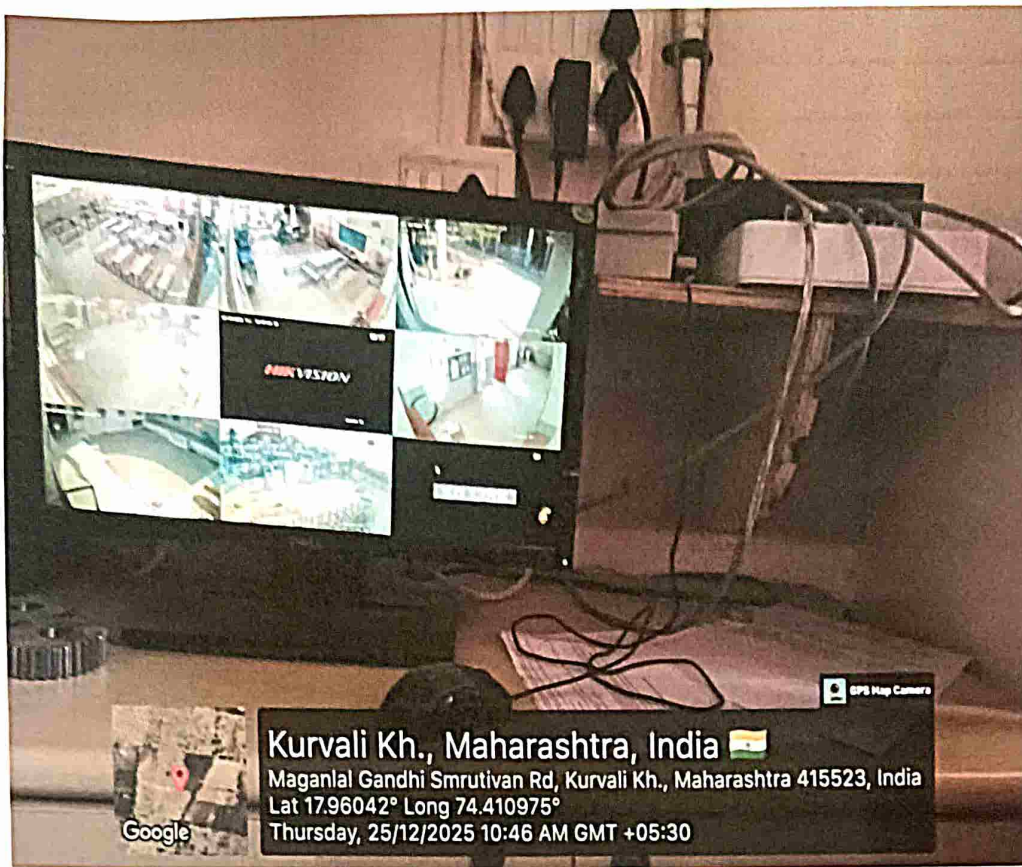 HIKVISION
GPS Map Camera
Kurvali Kh., Maharashtra, India
Maganlal Gandhi Smrutivan Rd, Kurvali Kh., Maharashtra 415523, India
Lat 17.96042° Long 74.410975°
Thursday, 25/12/2025 10:46 AM GMT +05:30
Google